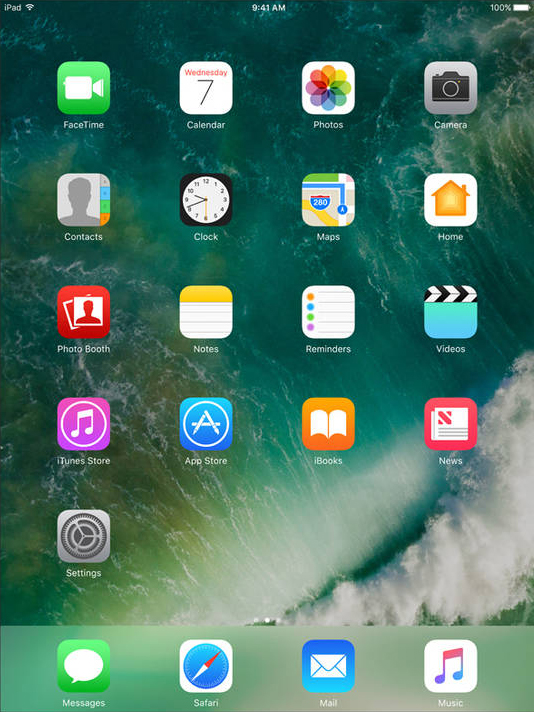 iPad 9:41 AM 100%
Wednesday
7
FaceTime Calendar Photos Camera
280
Contacts Clock Maps Home
Photo Booth Notes Reminders Videos
iTunes Store App Store iBooks News
Settings
Messages Safari Mail Music